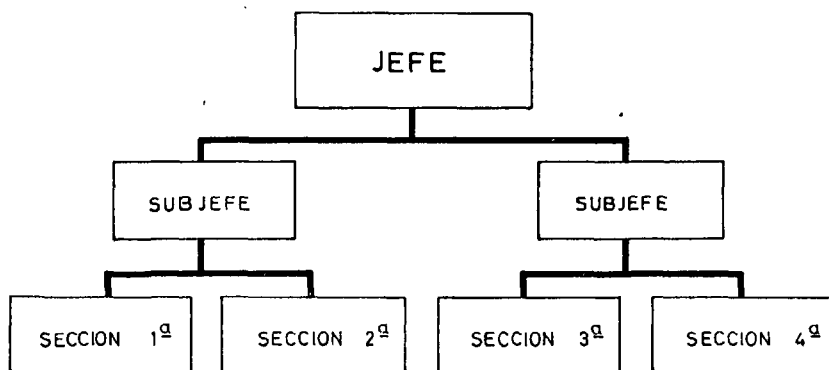 JEFE
SUBJEFE
SUBJEFE
SECCION 1ª
SECCION 2ª
SECCION 3ª
SECCION 4ª